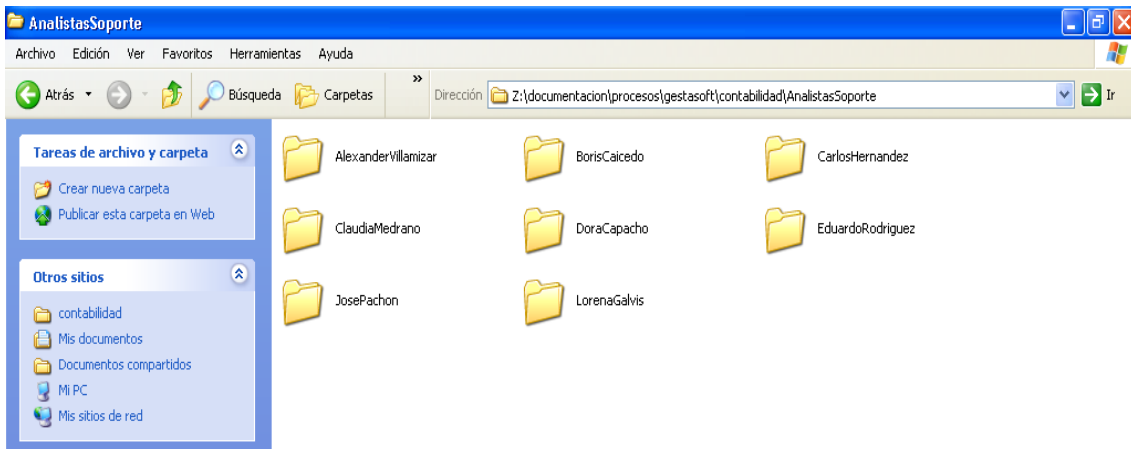 AnalistasSoporte
Archivo Edición Ver Favoritos Herramientas Ayuda
Atrás Búsqueda Carpetas » Dirección Z:\documentacion\procesos\gestasoft\contabilidad\AnalistasSoporte Ir
Tareas de archivo y carpeta
Crear nueva carpeta
Publicar esta carpeta en Web
Otros sitios
contabilidad
Mis documentos
Documentos compartidos
Mi PC
Mis sitios de red
AlexanderVillamizar BorisCaicedo CarlosHernandez
ClaudiaMedrano DoraCapacho EduardoRodriguez
JosePachon LorenaGalvis